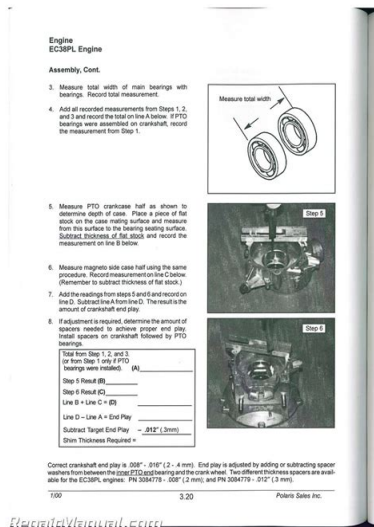 Engine
EC38PL Engine
Assembly, Cont.
3. Measure total width of main bearings with
bearings. Record total measurement.
4. Add all recorded measurements from Steps 1, 2,
and 3 and record the total on line A below. If PTO
bearings were assembled on crankshaft, record
the measurement from Step 1.
Measure total width
5. Measure PTO crankcase half as shown to
determine depth of case. Place a piece of flat
stock on the case mating surface and measure
from this surface to the bearing seating surface.
Subtract thickness of flat stock and record the
measurement on line B below.
Step 5
6. Measure magneto side case half using the same
procedure. Record measurement on line C below.
(Remember to subtract thickness of flat stock.)
7. Add the readings from steps 5 and 6 and record on
line D. Subtract line A from line D. The result is the
amount of crankshaft end play.
8. If adjustment is required, determine the amount of
spacers needed to achieve proper end play.
Install spacers on crankshaft followed by PTO
bearings.
Step 6
Total from Step 1, 2, and 3.
(or from Step 1 only if PTO
bearings were installed). (A)
Step 5 Result (B)
Step 6 Result (C)
Line B + Line C = (D)
Line D – Line A = End Play
Subtract Target End Play – .012" (.3mm)
Shim Thickness Required =
Correct crankshaft end play is .008" - .016" (.2 - .4 mm). End play is adjusted by adding or subtracting spacer
washers from between the inner PTO end bearing and the crank wheel. Two different thickness spacers are avail-
able for the EC38PL engines: PN 3084778 - .008" (.2 mm); and PN 3084779 - .012" (.3 mm).
1/00 3.20 Polaris Sales Inc.
RepairManual.com